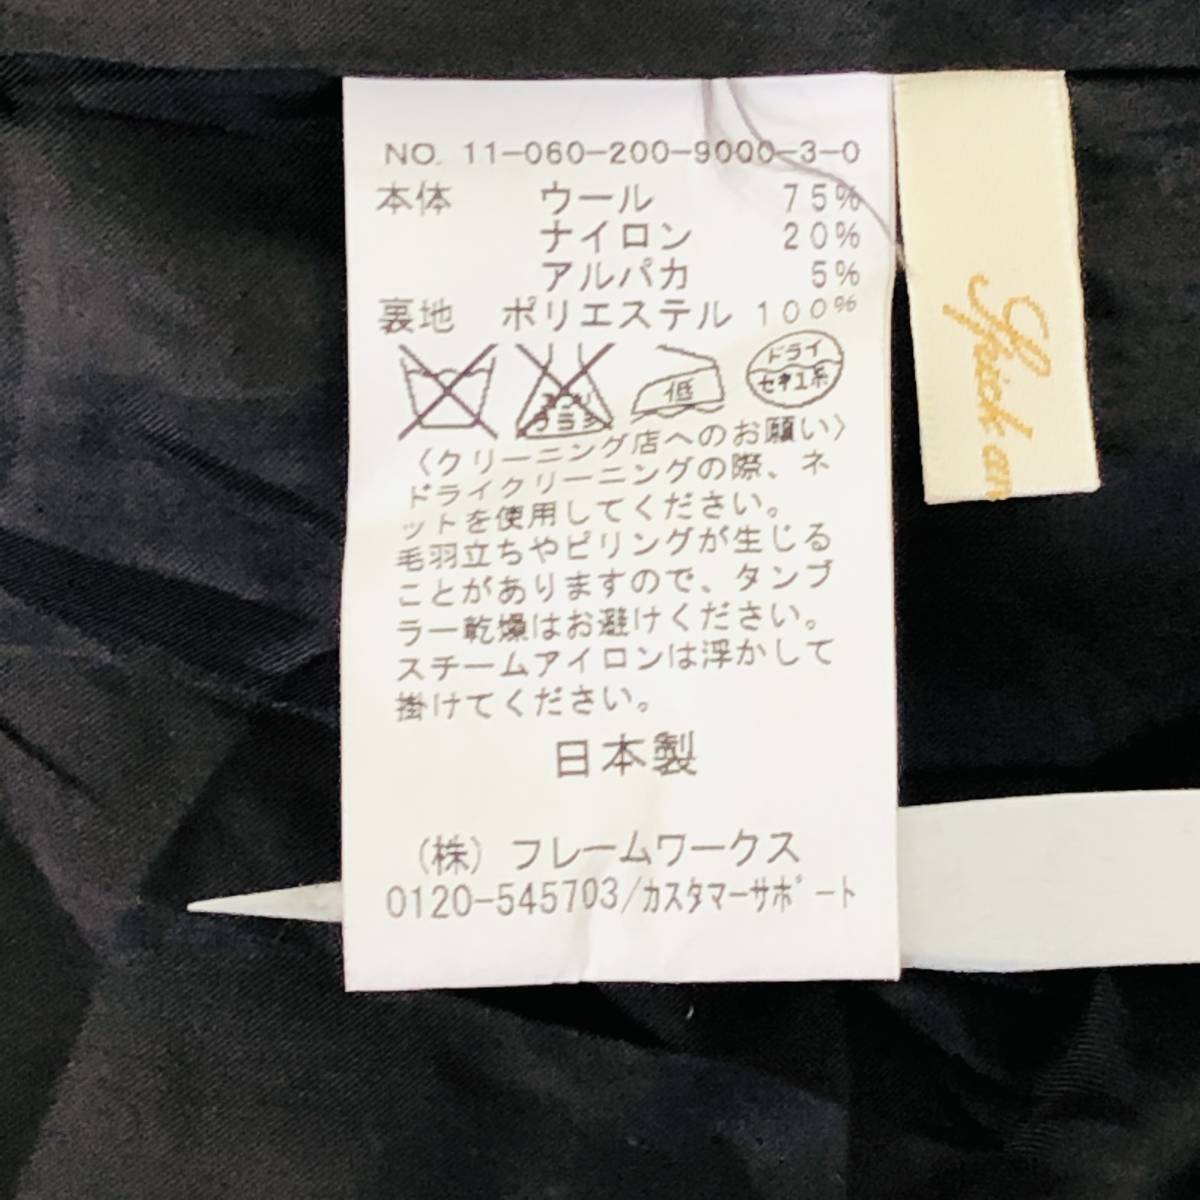 NO. 11-060-200-9000-3-0
本体 ウール 75%
ナイロン 20%
アルパカ 5%
裏地 ポリエステル 100%
低
ドライ
セキユ系
エンソ
サラシ
〈クリーニング店へのお願い〉
ドライクリーニングの際、ネ
ットを使用してください。
毛羽立ちやピリングが生じる
ことがありますので、タンブ
ラー乾燥はお避けください。
スチームアイロンは浮かして
掛けてください。
日本製
(株) フレームワークス
0120-545703/カスタマーサポート
Spick an